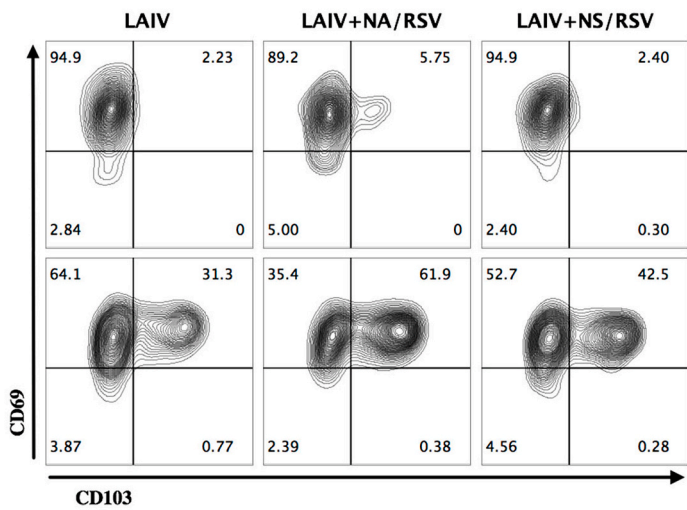 LAIV LAIV+NA/RSV LAIV+NS/RSV
94.9 2.23 89.2 5.75 94.9 2.40
2.84 0 5.00 0 2.40 0.30
64.1 31.3 35.4 61.9 52.7 42.5
3.87 0.77 2.39 0.38 4.56 0.28
CD69
CD103